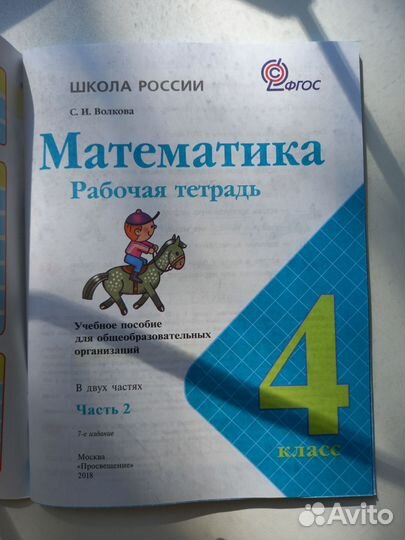 ШКОЛА РОССИИ
ФГОС
С. И. Волкова
Математика
Рабочая тетрадь
Учебное пособие
для общеобразовательных
организаций
В двух частях
Часть 2
7-е издание
4
КЛАСС
Москва
«Просвещение»
2018
Avito